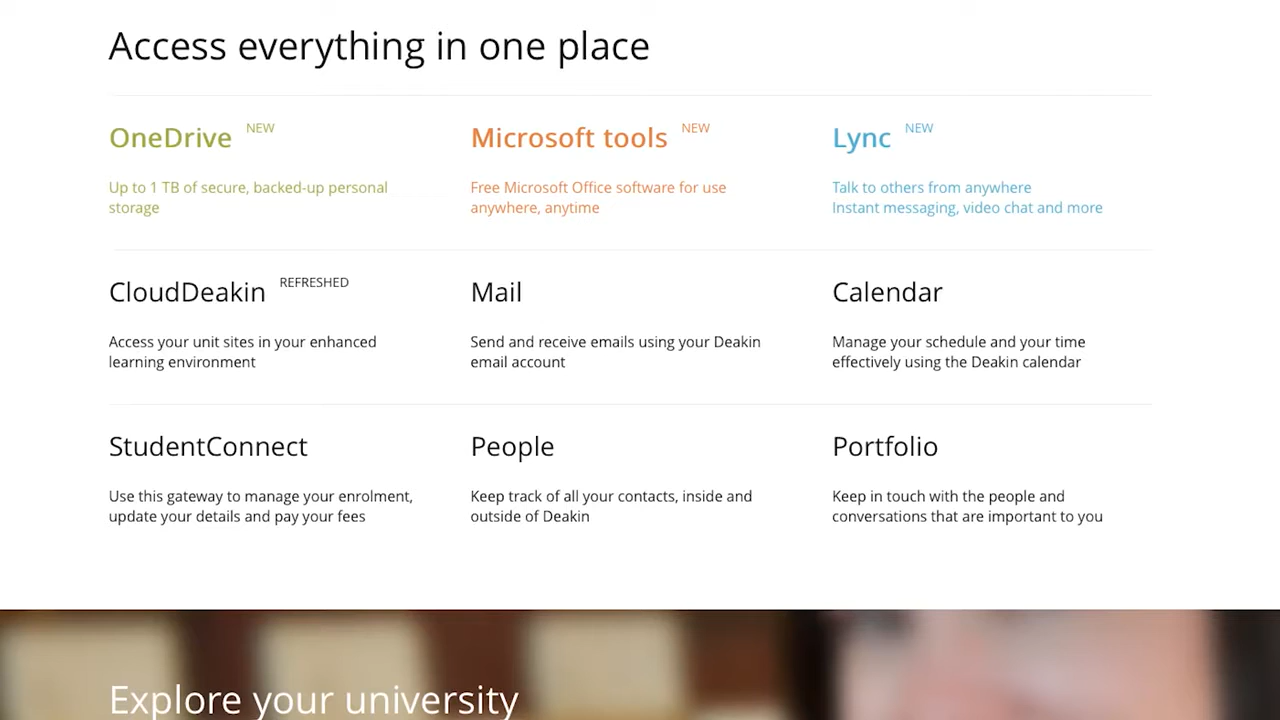 Access everything in one place
OneDrive NEW
Up to 1 TB of secure, backed-up personal
storage
Microsoft tools NEW
Free Microsoft Office software for use
anywhere, anytime
Lync NEW
Talk to others from anywhere
Instant messaging, video chat and more
CloudDeakin REFRESHED
Access your unit sites in your enhanced
learning environment
Mail
Send and receive emails using your Deakin
email account
Calendar
Manage your schedule and your time
effectively using the Deakin calendar
StudentConnect
Use this gateway to manage your enrolment,
update your details and pay your fees
People
Keep track of all your contacts, inside and
outside of Deakin
Portfolio
Keep in touch with the people and
conversations that are important to you
Explore your university